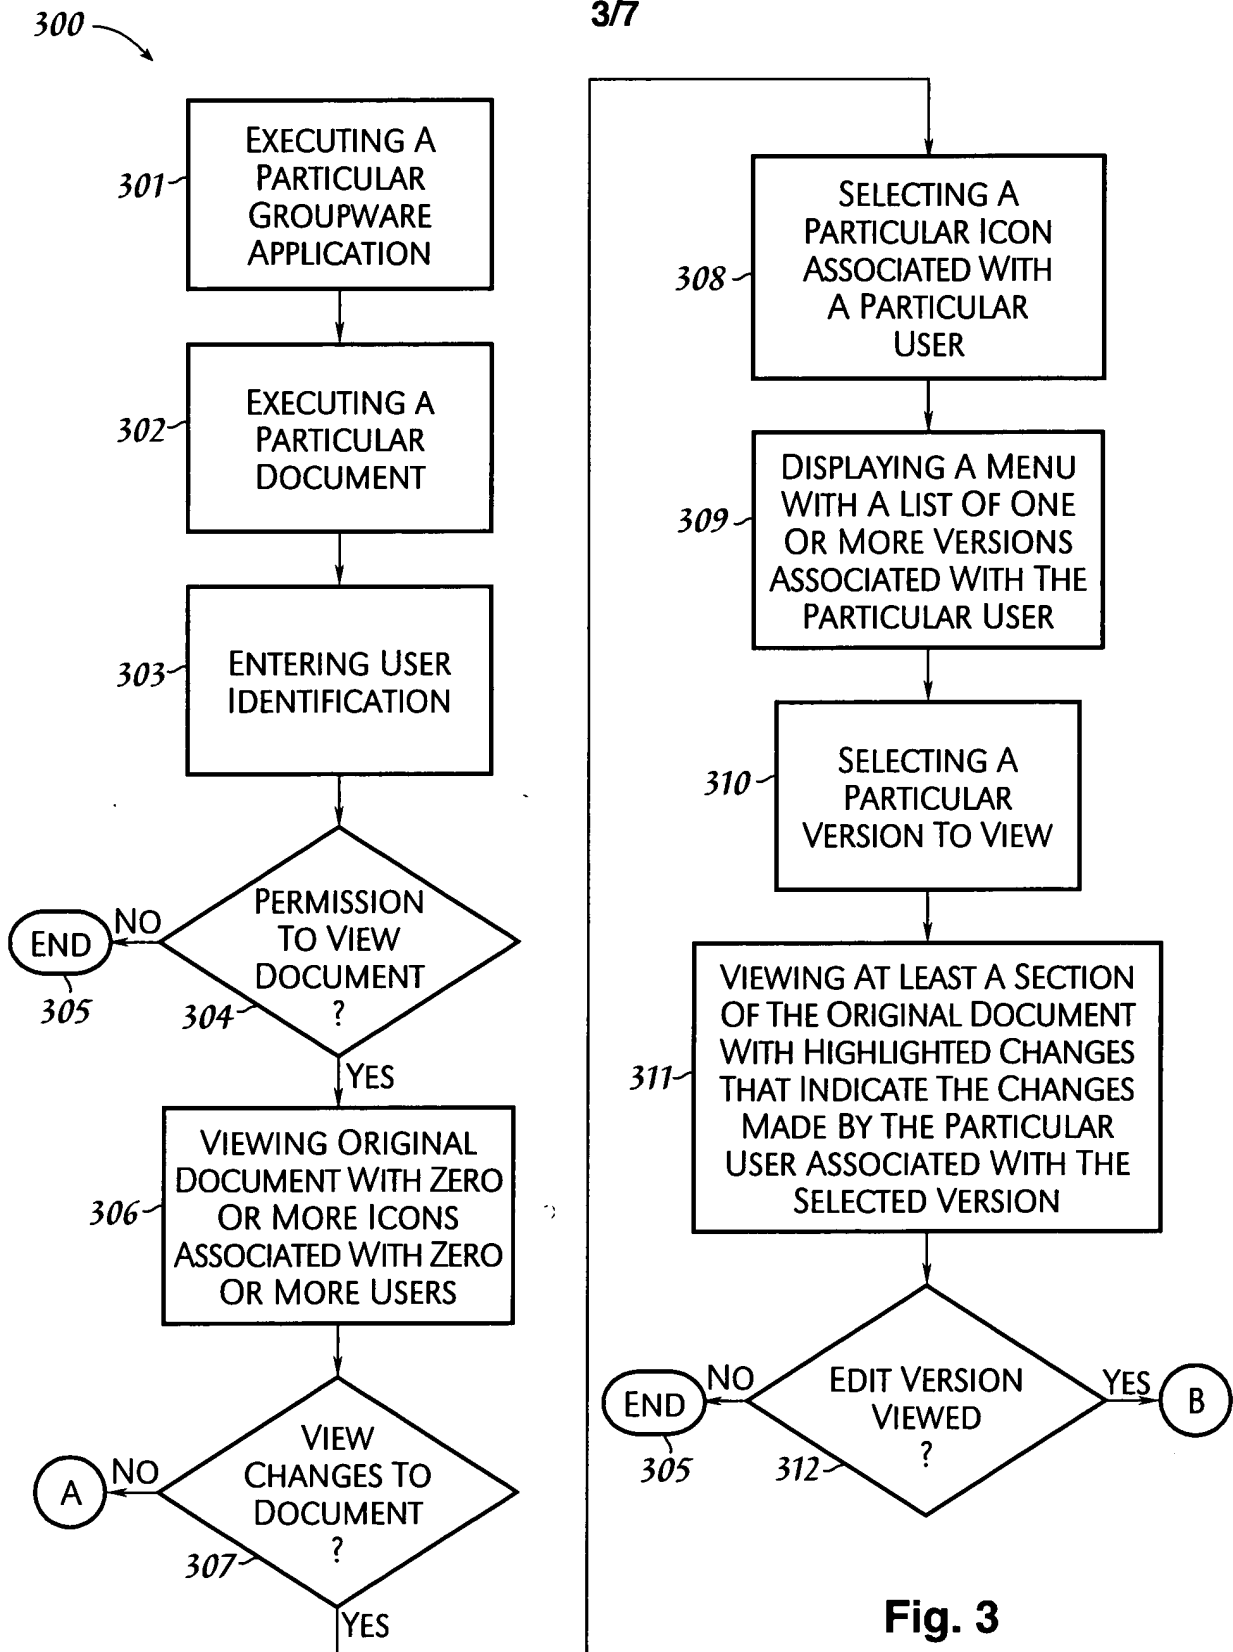 3/7
300
301
EXECUTING A
PARTICULAR
GROUPWARE
APPLICATION
302
EXECUTING A
PARTICULAR
DOCUMENT
303
ENTERING USER
IDENTIFICATION
PERMISSION
TO VIEW
DOCUMENT
?
304
NO
END
305
YES
306
VIEWING ORIGINAL
DOCUMENT WITH ZERO
OR MORE ICONS
ASSOCIATED WITH ZERO
OR MORE USERS
VIEW
CHANGES TO
DOCUMENT
?
307
NO
A
YES
308
SELECTING A
PARTICULAR ICON
ASSOCIATED WITH
A PARTICULAR
USER
309
DISPLAYING A MENU
WITH A LIST OF ONE
OR MORE VERSIONS
ASSOCIATED WITH THE
PARTICULAR USER
310
SELECTING A
PARTICULAR
VERSION TO VIEW
311
VIEWING AT LEAST A SECTION
OF THE ORIGINAL DOCUMENT
WITH HIGHLIGHTED CHANGES
THAT INDICATE THE CHANGES
MADE BY THE PARTICULAR
USER ASSOCIATED WITH THE
SELECTED VERSION
EDIT VERSION
VIEWED
?
312
NO
END
305
YES
B
Fig. 3